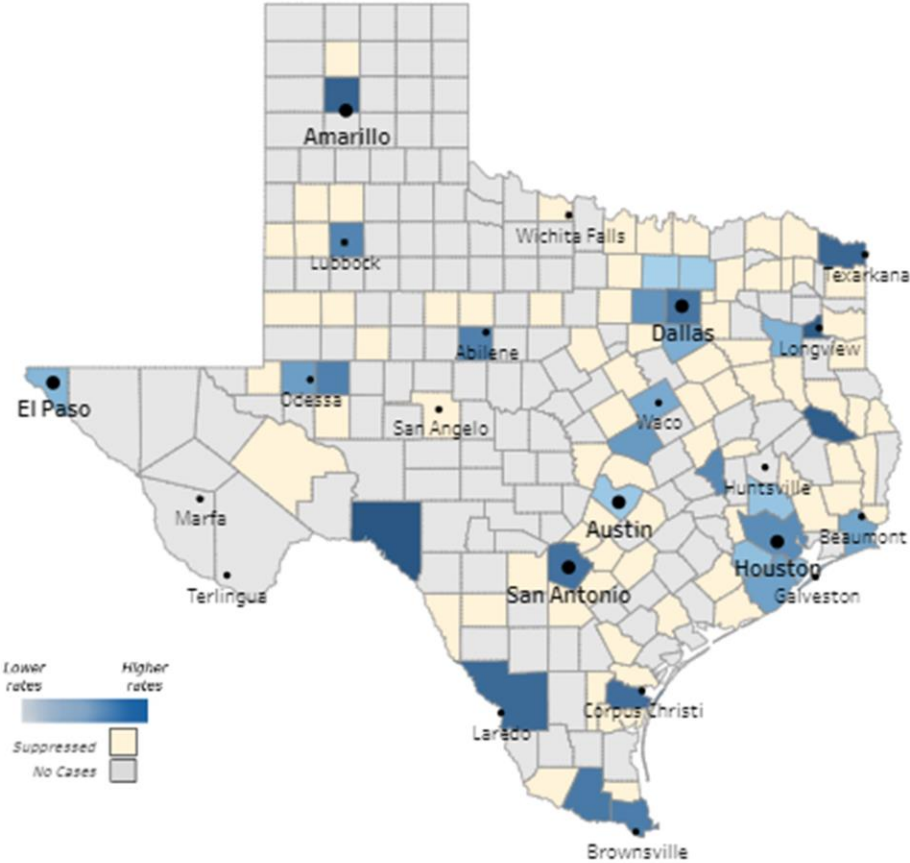 Amarillo
Wichita Falls
Lubbock
Texarkana
Dallas
Abilene
Longview
El Paso
Odessa
San Angelo
Waco
Huntsville
Marfa
Austin
Beaumont
Houston
Terlingua
San Antonio
Galveston
Lower
rates
Higher
rates
Corpus Christi
Laredo
Suppressed
No Cases
Brownsville